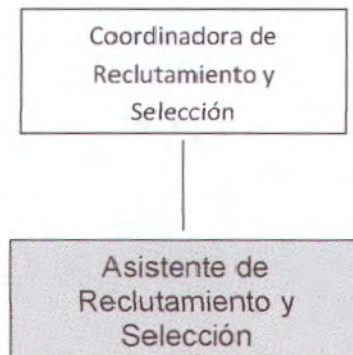 Coordinadora de
Reclutamiento y
Selección
Asistente de
Reclutamiento y
Selección